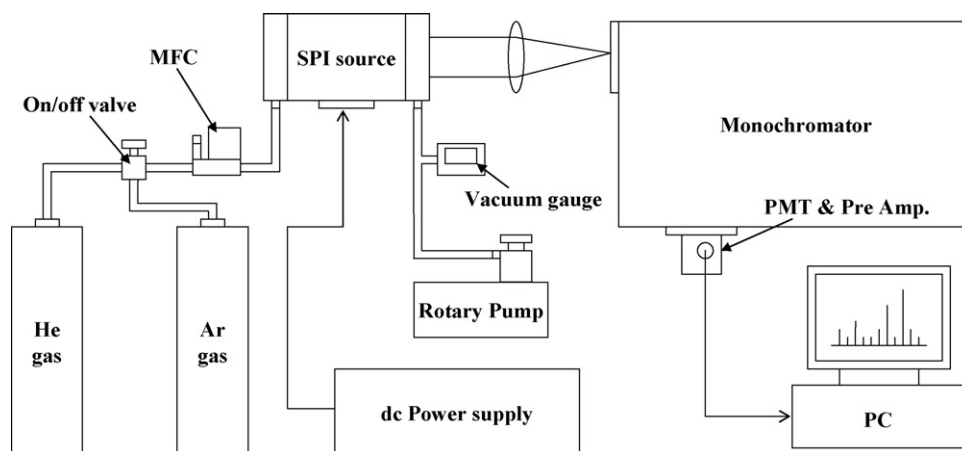 MFC
SPI source
On/off valve
Monochromator
Vacuum gauge
PMT & Pre Amp.
Rotary Pump
He
gas
Ar
gas
dc Power supply
PC